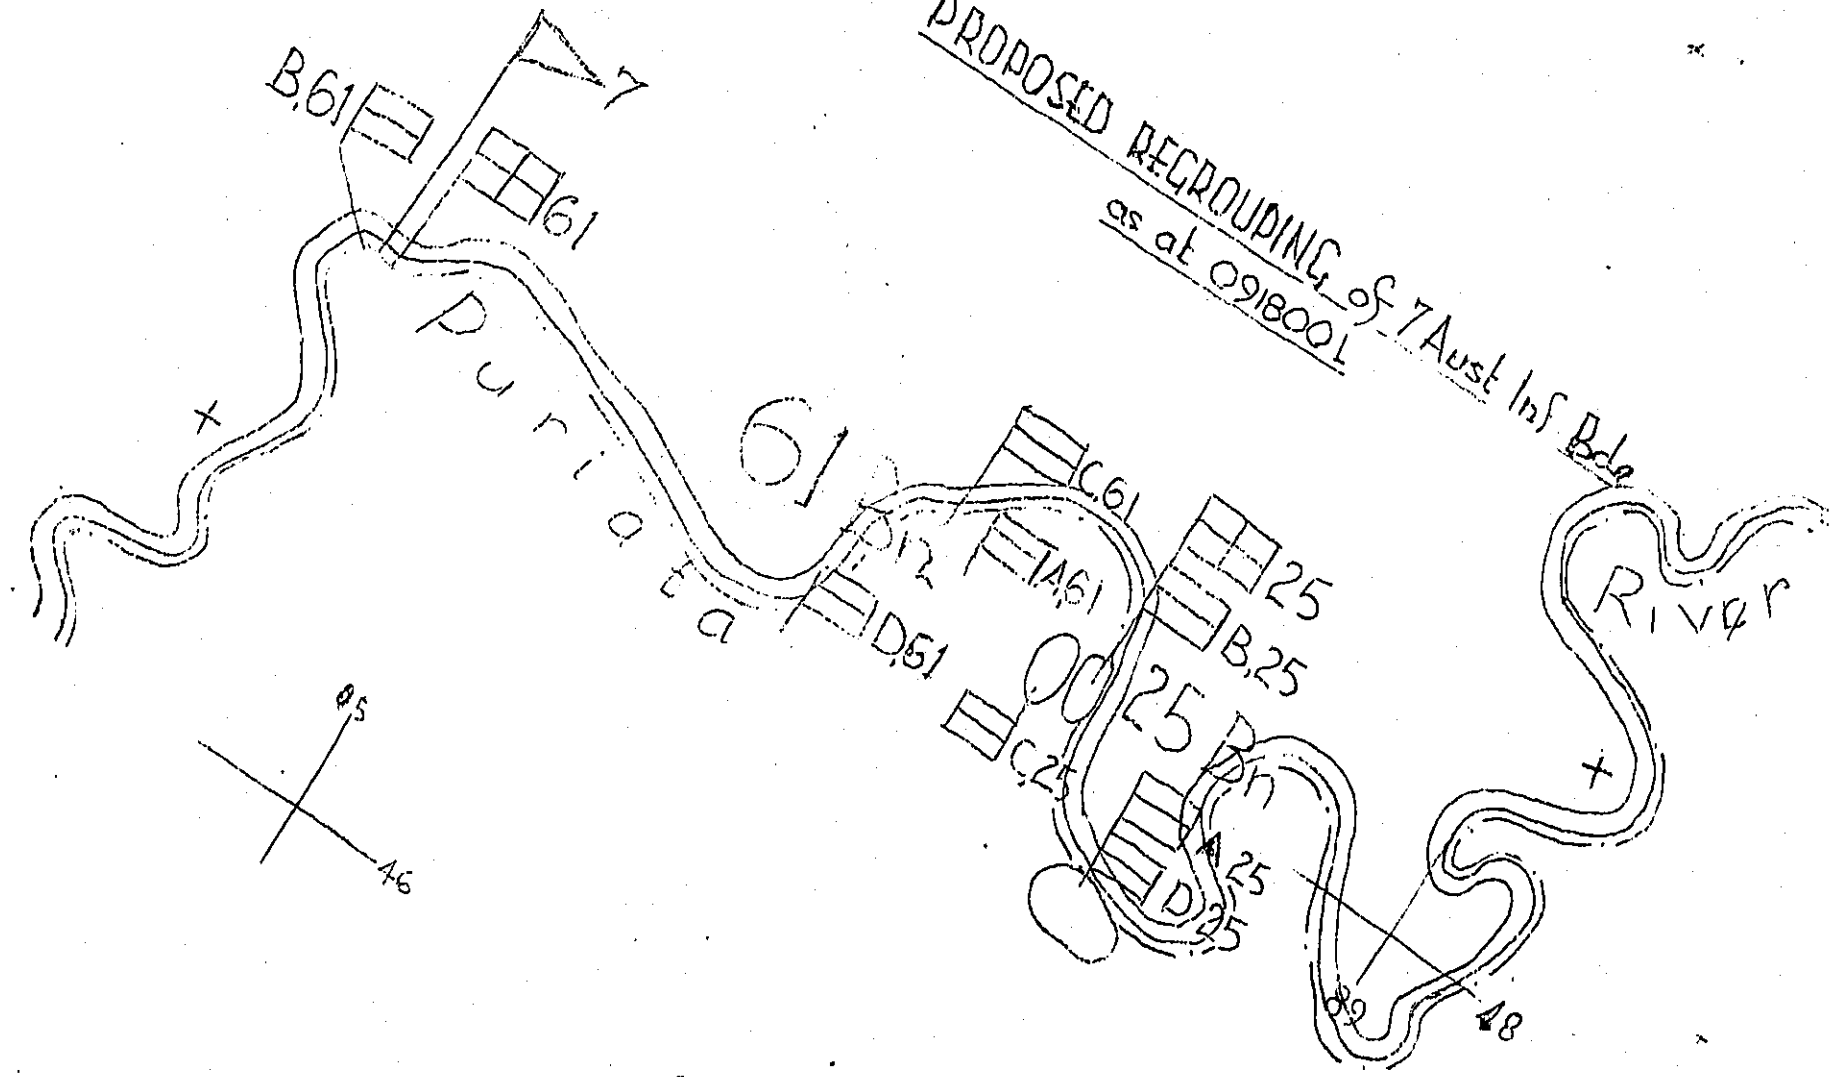 PROPOSED REGROUPING of 7 Aust Inf Bde
as at 091800L
7
B,61
61
Puriata
61 Bn
C,61
A,61
D,61
25
B,25
25 Bn
C,25
A 25
D,25
River
46
48